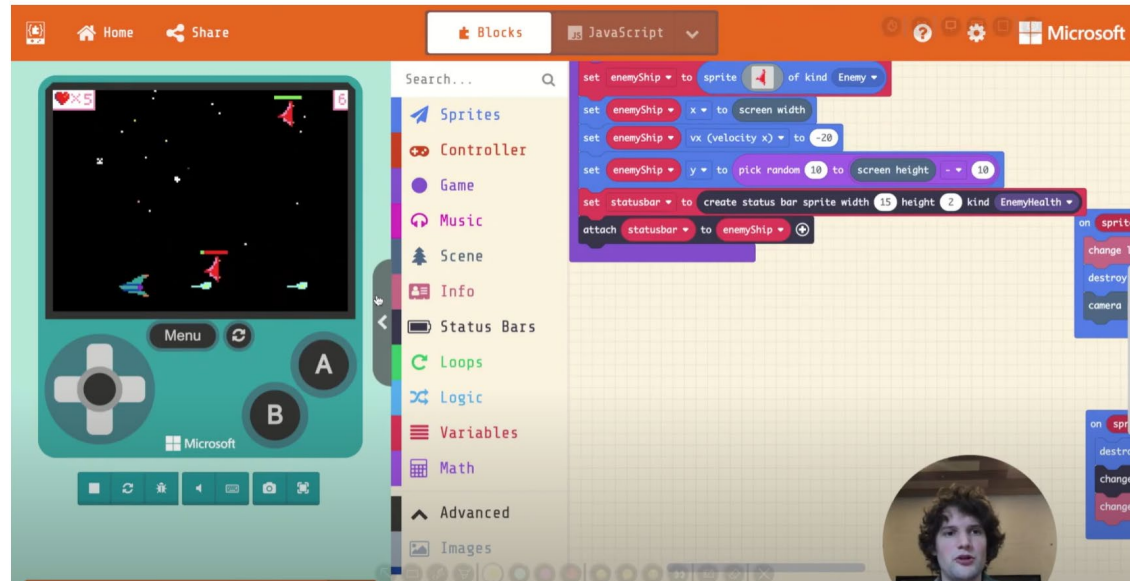 Home
Share
Blocks
JS JavaScript
Microsoft
×5
6
Menu
A
B
Microsoft
Search...
Sprites
Controller
Game
Music
Scene
Info
Status Bars
Loops
Logic
Variables
Math
Advanced
Images
set enemyShip to sprite of kind Enemy
set enemyShip x to screen width
set enemyShip vx (velocity x) to -20
set enemyShip y to pick random 10 to screen height - 10
set statusbar to create status bar sprite width 15 height 2 kind EnemyHealth
attach statusbar to enemyShip
on sprit
change l
destroy
camera
on spr
destro
change
change